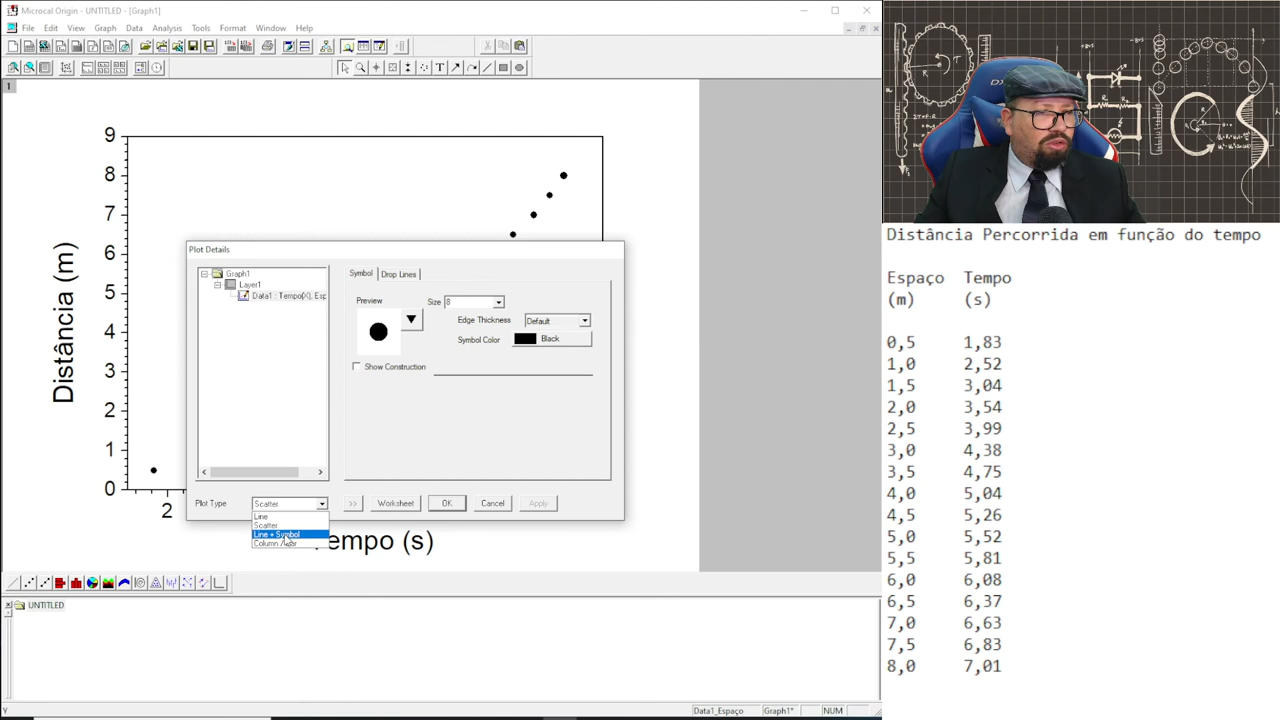 Microcal Origin - UNTITLED - [Graph1]
File Edit View Graph Data Analysis Tools Format Window Help
1
9
8
7
6
5
4
3
2
1
0
Distância (m)
2
Tempo (s)
Plot Details
Graph1
Layer1
Data1 : Tempo(X), Esp
Symbol
Drop Lines
Preview
Size 8
Edge Thickness Default
Symbol Color Black
Show Construction
Plot Type Scatter
>> Worksheet OK Cancel Apply
Line
Scatter
Line + Symbol
UNTITLED
Y
Data1_Espaço Graph1* NUM
Distância Percorrida em função do tempo
Espaço Tempo
(m) (s)
0,5 1,83
1,0 2,52
1,5 3,04
2,0 3,54
2,5 3,99
3,0 4,38
3,5 4,75
4,0 5,04
4,5 5,26
5,0 5,52
5,5 5,81
6,0 6,08
6,5 6,37
7,0 6,63
7,5 6,83
8,0 7,01